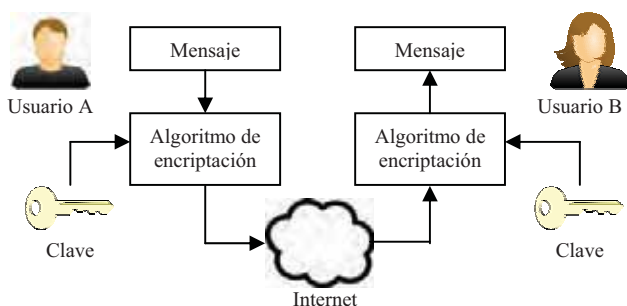 Mensaje
Mensaje
Usuario A
Usuario B
Algoritmo de
encriptación
Algoritmo de
encriptación
Clave
Clave
Internet